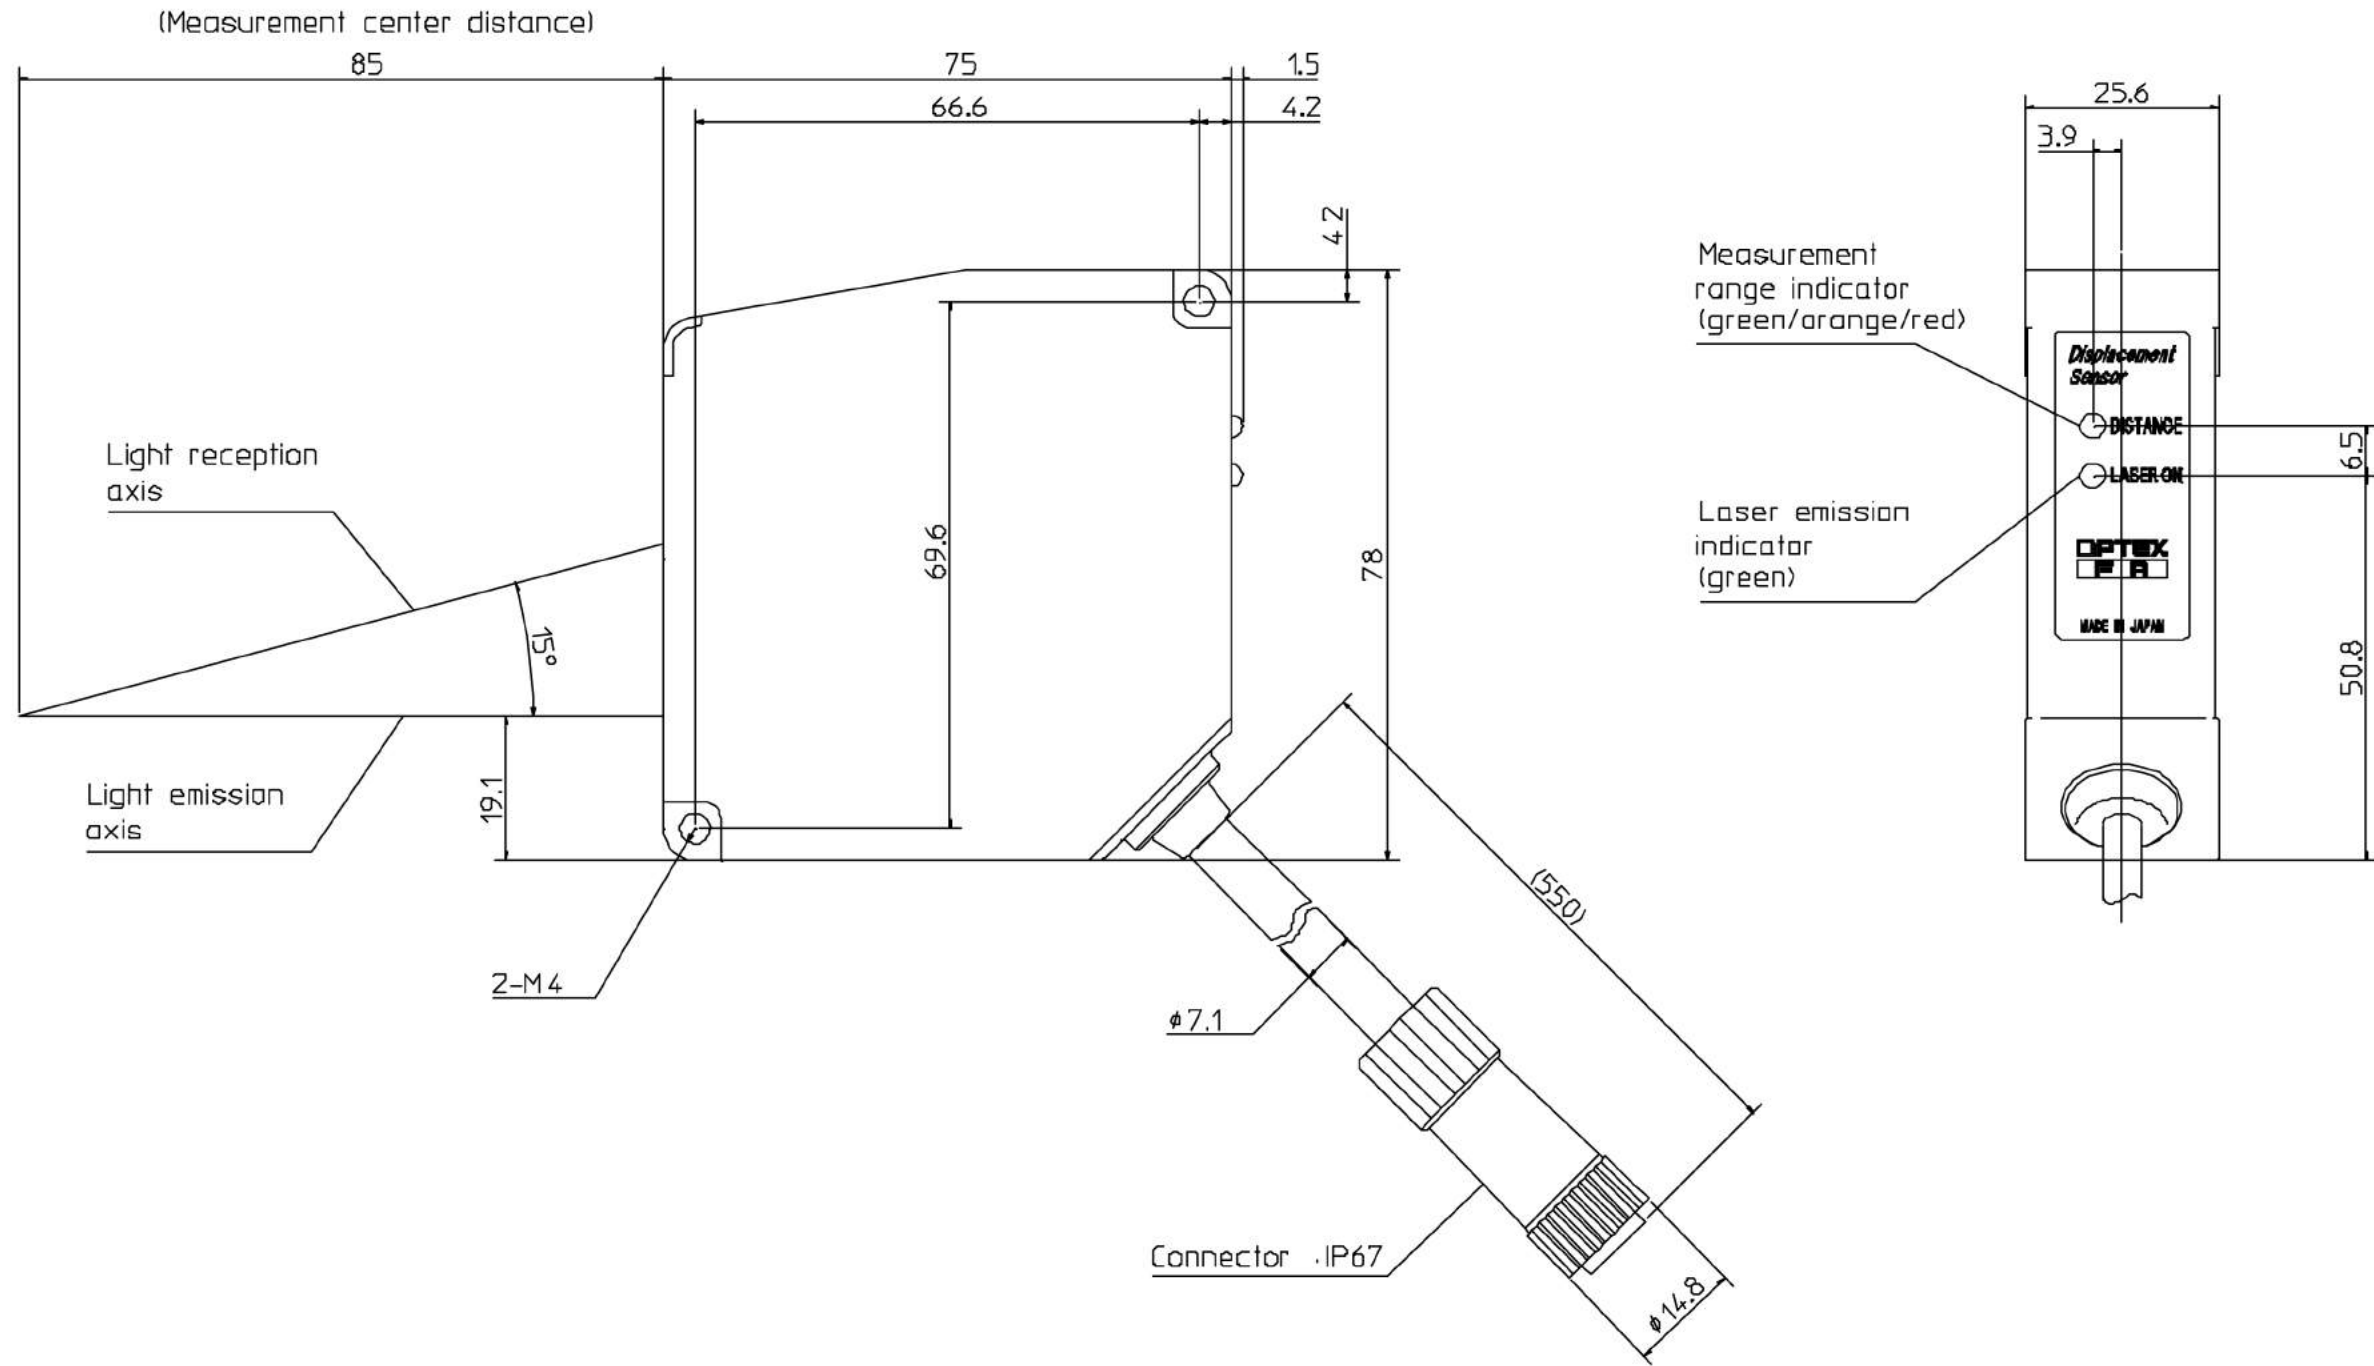 (Measurement center distance)
85
75
1.5
66.6
4.2
4.2
69.6
78
Light reception
axis
15°
Light emission
axis
19.1
2-M4
(550)
φ7.1
Connector .IP67
φ14.8
25.6
3.9
Measurement
range indicator
(green/orange/red)
Displacement
Sensor
DISTANCE
LASER ON
6.5
Laser emission
indicator
(green)
OPTEX
FA
MADE IN JAPAN
50.8